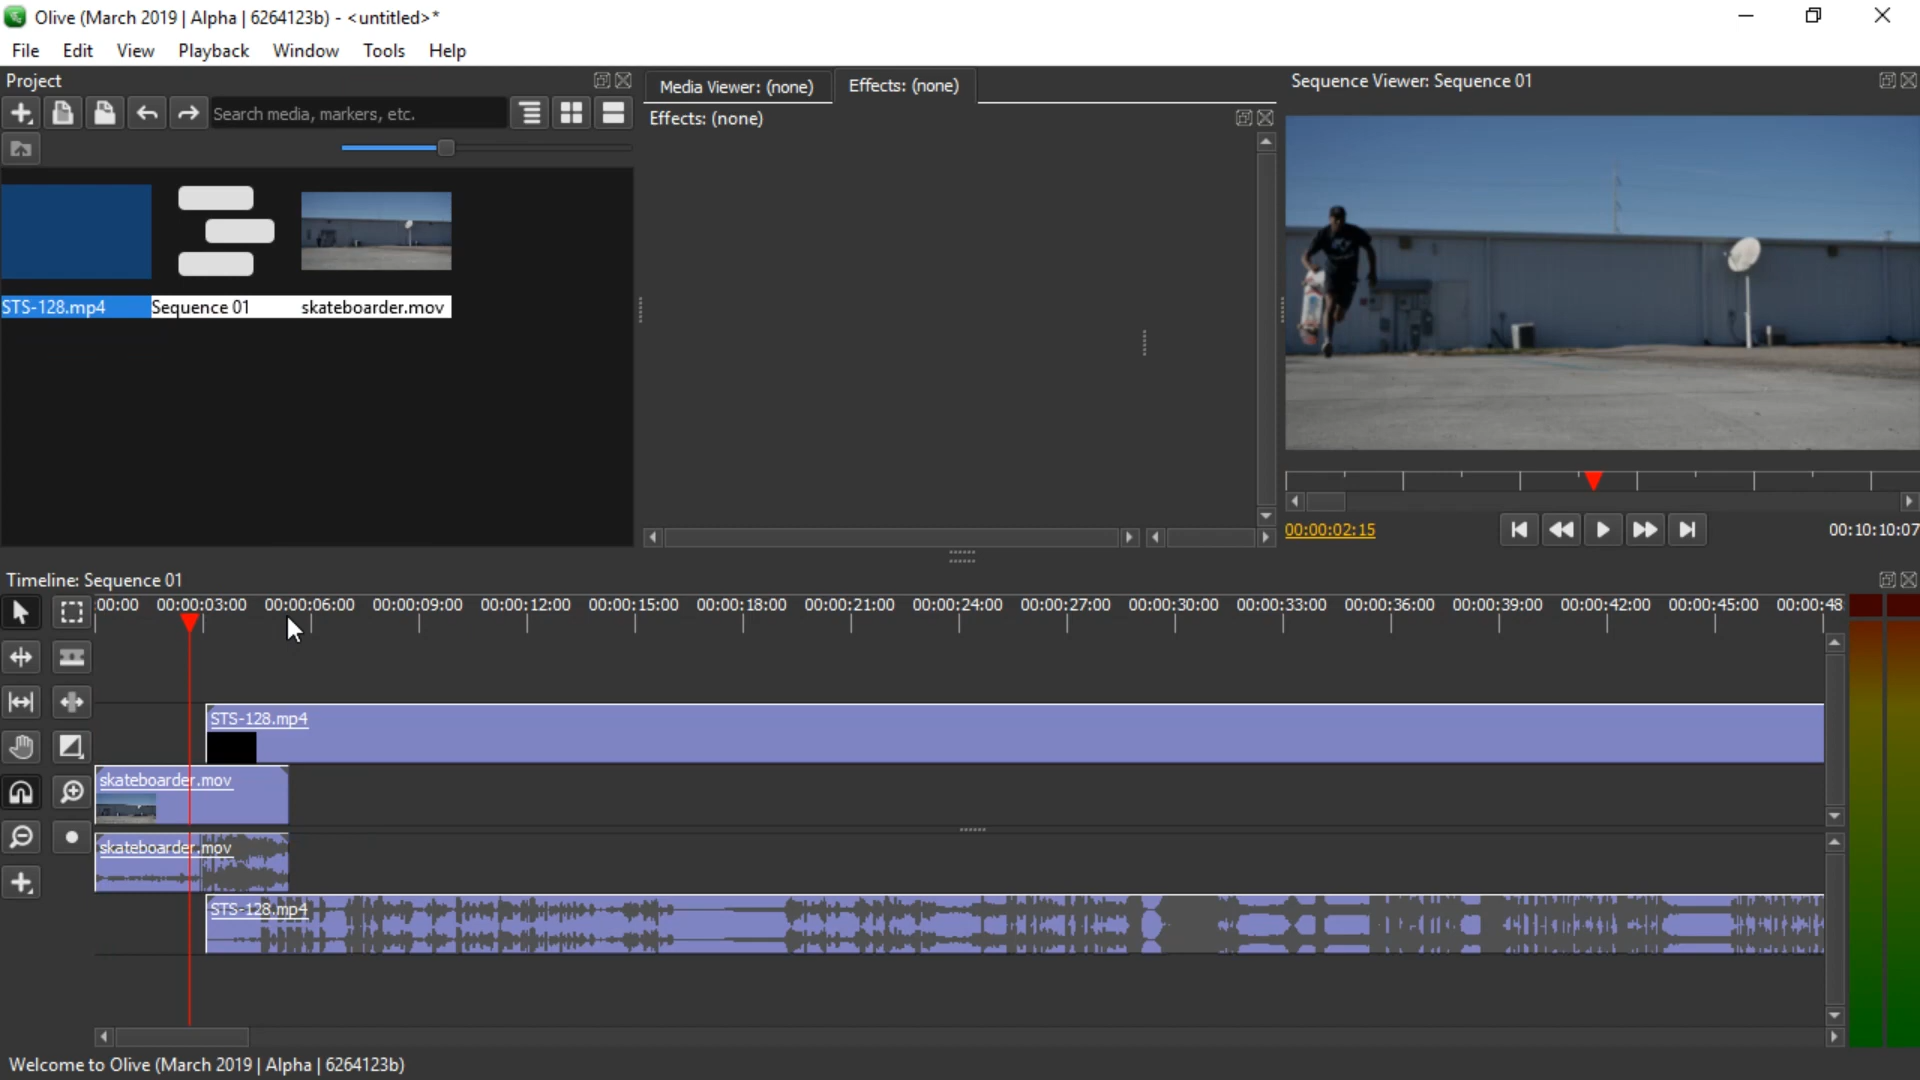 Olive (March 2019 | Alpha | 6264123b) - <untitled>*
File Edit View Playback Window Tools Help
Project
Search media, markers, etc.
STS-128.mp4 Sequence 01 skateboarder.mov
Media Viewer: (none) Effects: (none)
Effects: (none)
Sequence Viewer: Sequence 01
00:00:02:15 00:10:10:07
Timeline: Sequence 01
:00:00 00:00:03:00 00:00:06:00 00:00:09:00 00:00:12:00 00:00:15:00 00:00:18:00 00:00:21:00 00:00:24:00 00:00:27:00 00:00:30:00 00:00:33:00 00:00:36:00 00:00:39:00 00:00:42:00 00:00:45:00 00:00:48
STS-128.mp4
skateboarder.mov
skateboarder.mov
STS-128.mp4
Welcome to Olive (March 2019 | Alpha | 6264123b)